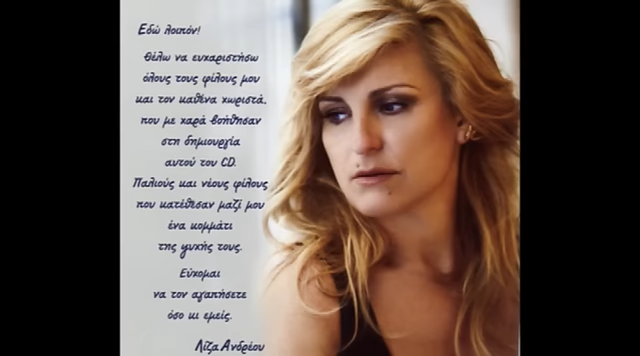 Εδώ λοιπόν!
Θέλω να ευχαριστήσω
όλους τους φίλους μου
και τον καθένα χωριστά,
που με χαρά βοήθησαν
στη δημιουργία
αυτού του CD.
Παλιούς και νέους φίλους
που κατέθεσαν μαζί μου
ένα κομμάτι
της ψυχής τους.
Εύχομαι
να τον αγαπήσετε
όσο κι εμείς.
Λίζα Ανδρέου